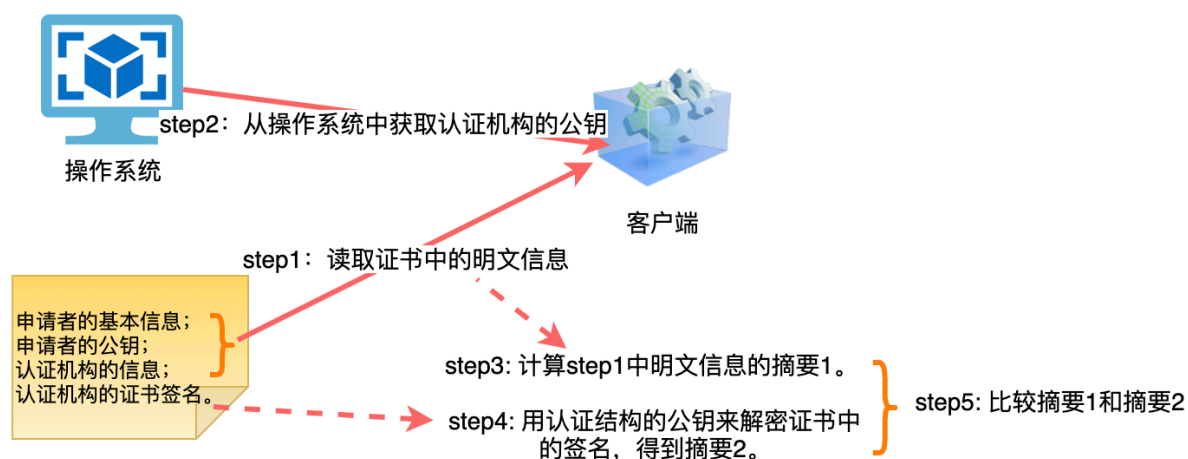 step2：从操作系统中获取认证机构的公钥
操作系统
客户端
step1：读取证书中的明文信息
申请者的基本信息；
申请者的公钥；
认证机构的信息；
认证机构的证书签名。
step3: 计算step1中明文信息的摘要1。
step4: 用认证结构的公钥来解密证书中
的签名，得到摘要2。
step5: 比较摘要1和摘要2